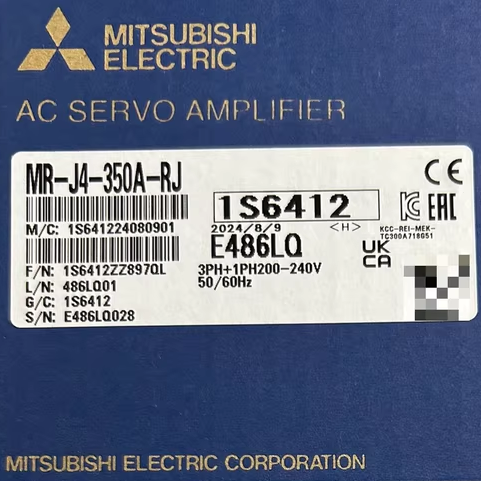 MITSUBISHI
ELECTRIC
AC SERVO AMPLIFIER
MR-J4-350A-RJ
M/C: 1S641224080901
F/N: 1S6412ZZ897QL
L/N: 486LQ01
G/C: 1S6412
S/N: E486LQ028
1S6412
2024/8/9 <H>
E486LQ
3PH+1PH200-240V
50/60Hz
CE
EAC
KCC-REI-MEK-
TC300A718G51
UK
CA
MITSUBISHI ELECTRIC CORPORATION